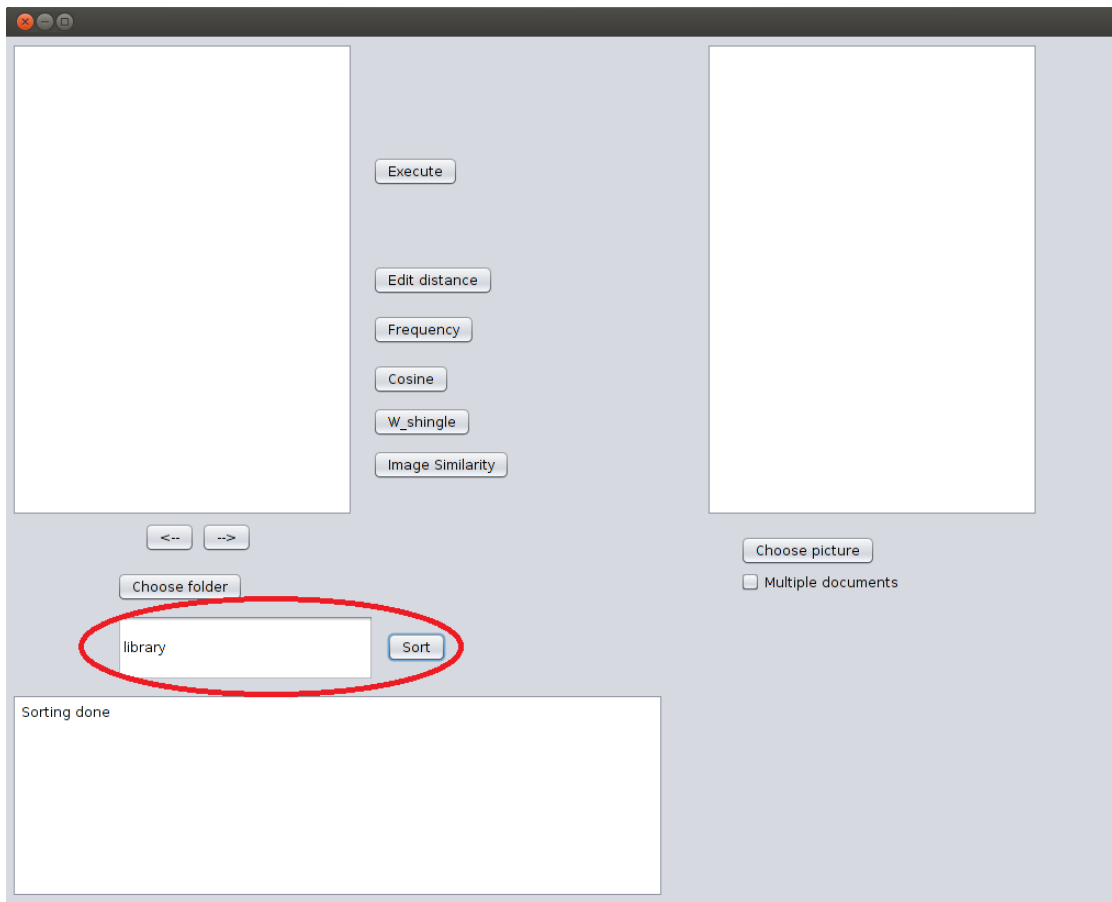 Execute
Edit distance
Frequency
Cosine
W_shingle
Image Similarity
<-- -->
Choose picture
Choose folder
Multiple documents
library
Sort
Sorting done